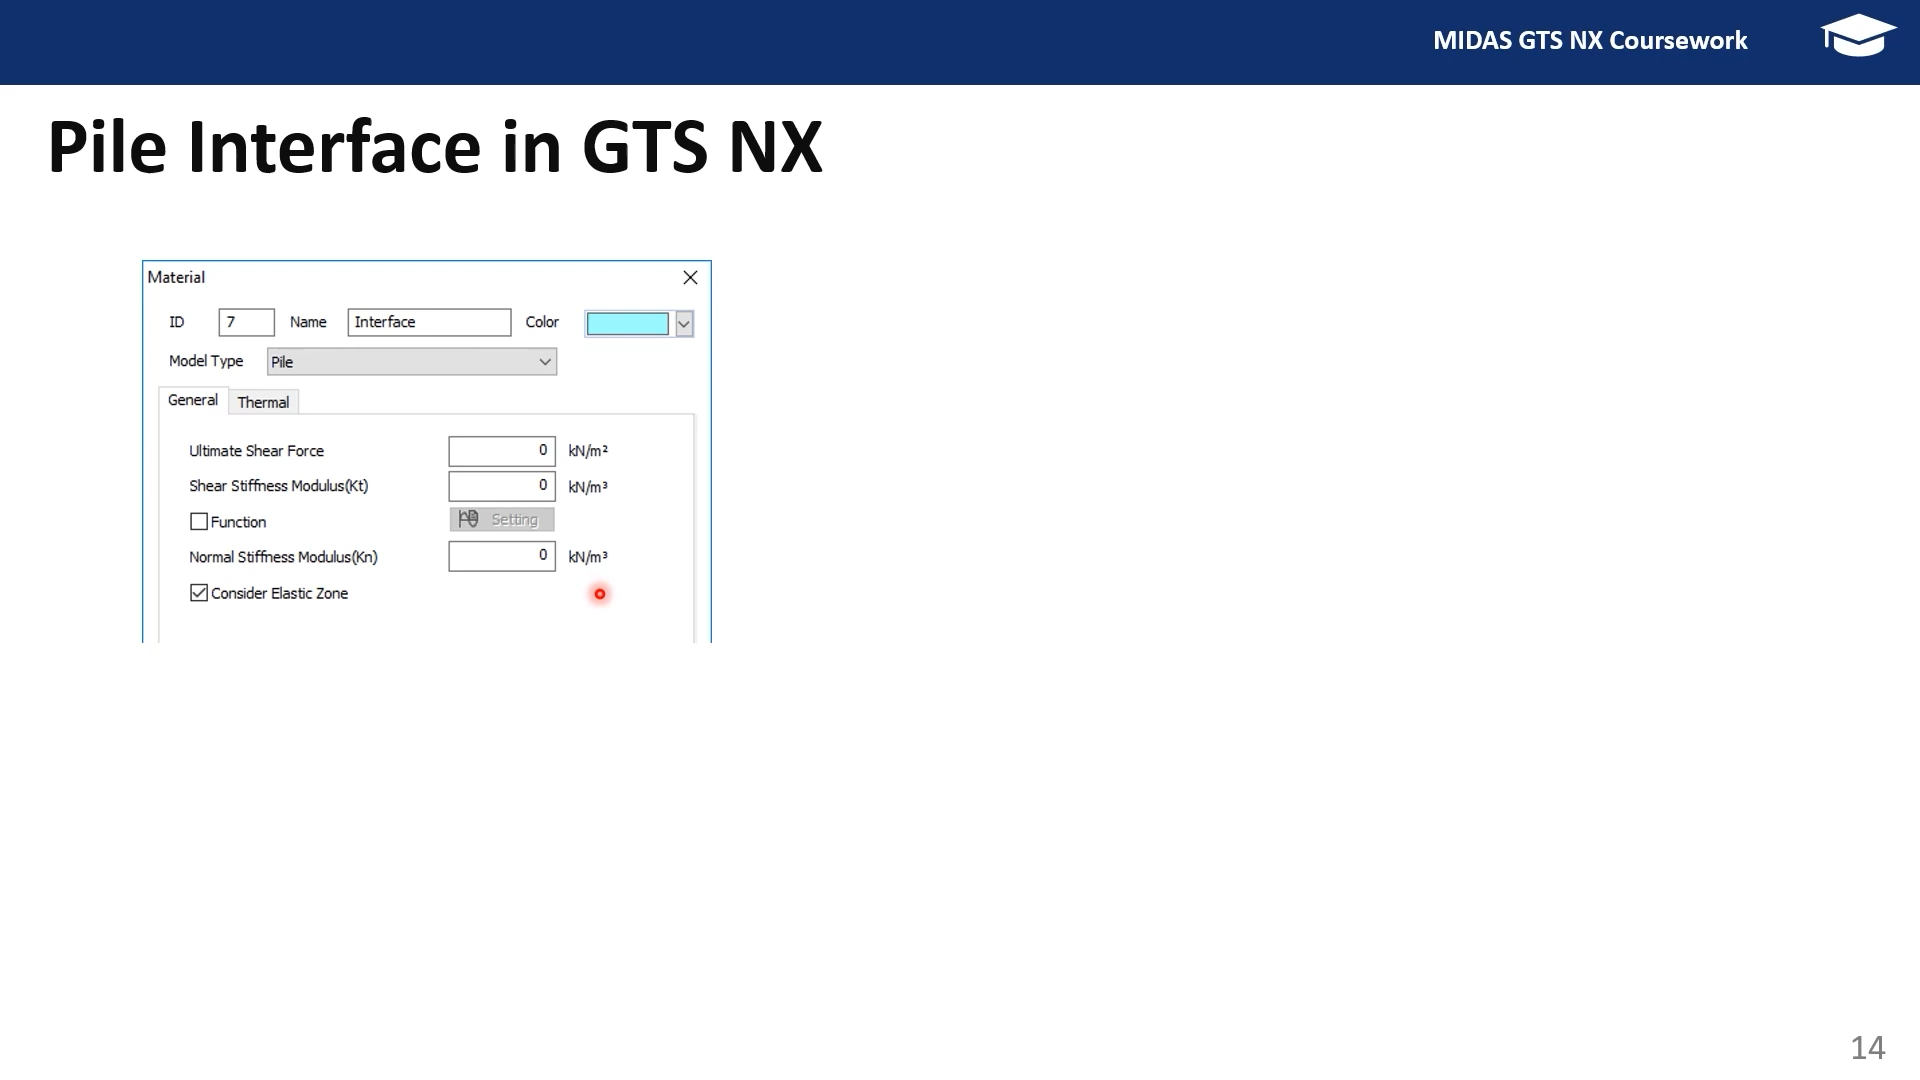 MIDAS GTS NX Coursework
Pile Interface in GTS NX
Material
ID 7 Name Interface Color
Model Type Pile
General Thermal
Ultimate Shear Force 0 kN/m²
Shear Stiffness Modulus(Kt) 0 kN/m³
Function Setting
Normal Stiffness Modulus(Kn) 0 kN/m³
Consider Elastic Zone
14